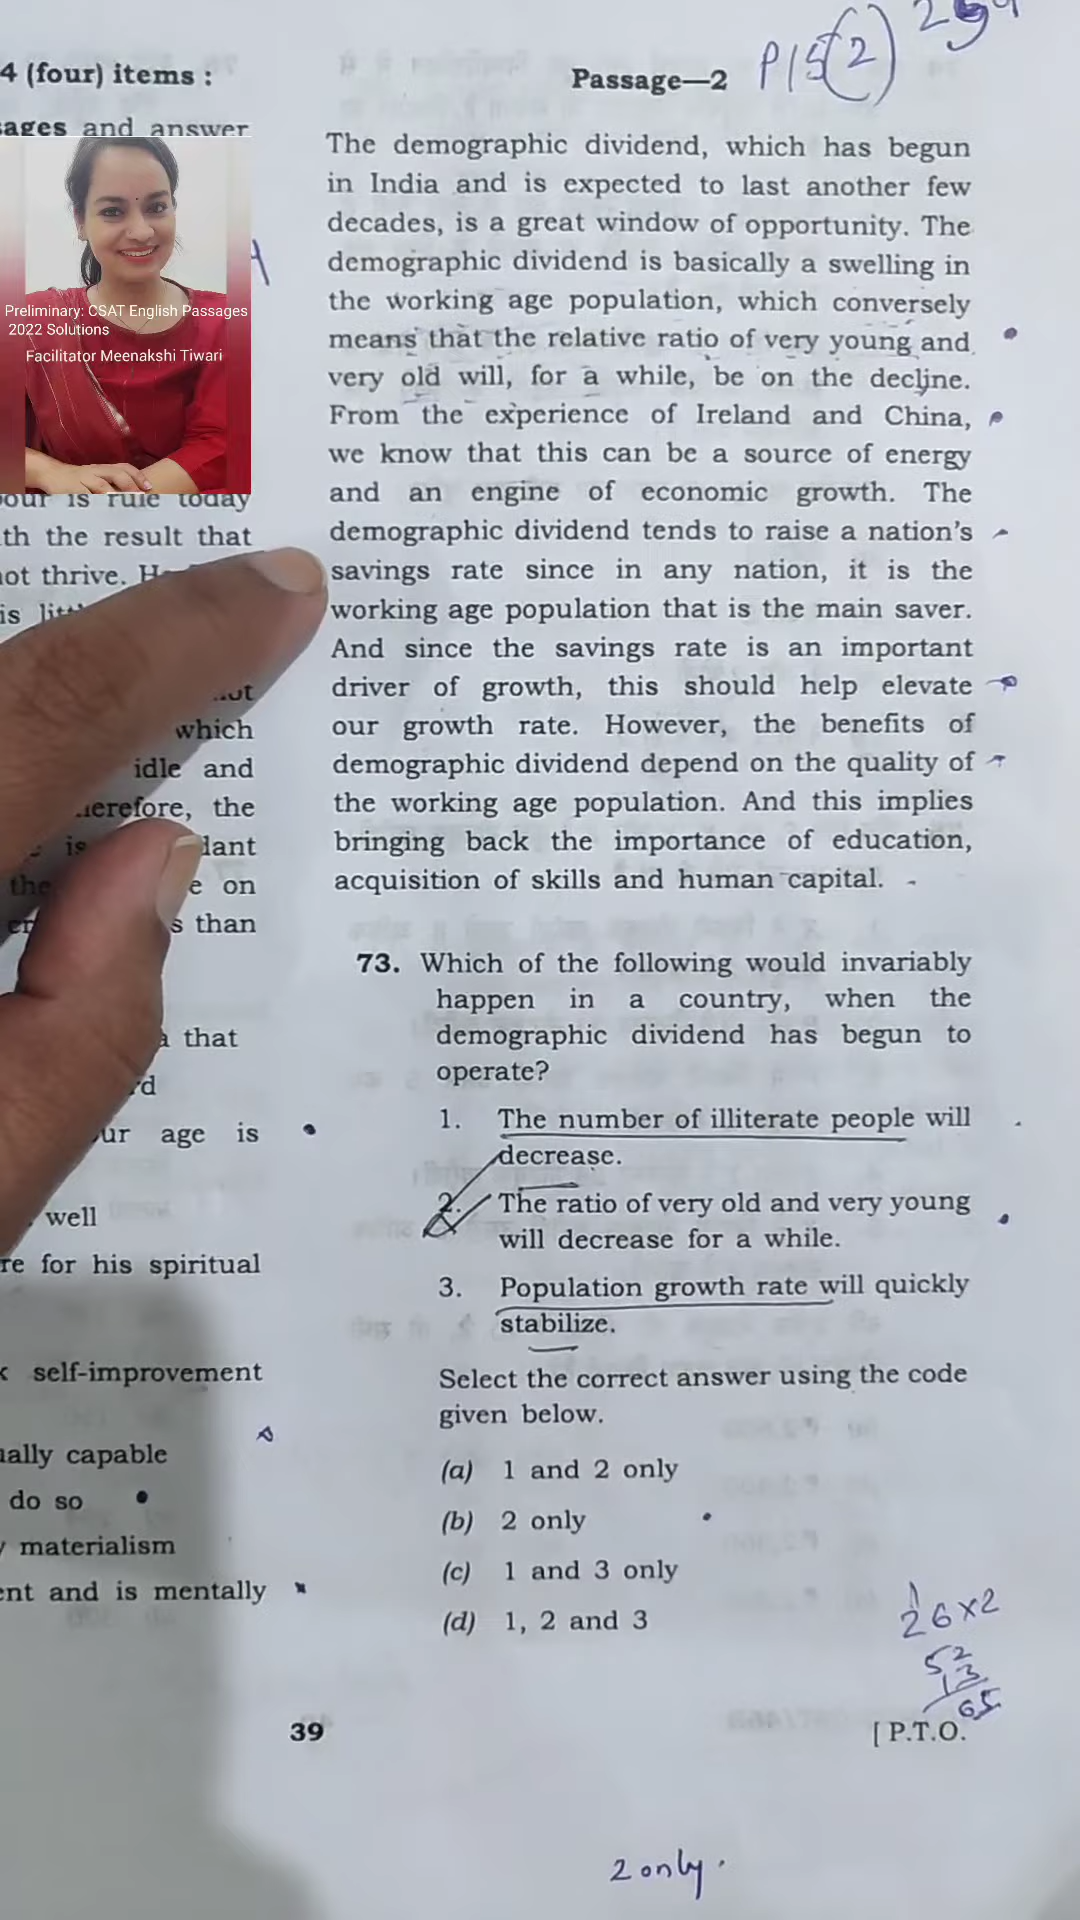 4 (four) items :
ages and answer
Preliminary: CSAT English Passages
2022 Solutions
Facilitator Meenakshi Tiwari
our is rule today
th the result that
not thrive.
is
which
idle and
the
is
the on
s than
that
our age is
well
re for his spiritual
self-improvement
ually capable
do so
materialism
ent and is mentally
P15(2)
Passage—2
The demographic dividend, which has begun
in India and is expected to last another few
decades, is a great window of opportunity. The
demographic dividend is basically a swelling in
the working age population, which conversely
means that the relative ratio of very young and
very old will, for a while, be on the decline.
From the experience of Ireland and China,
we know that this can be a source of energy
and an engine of economic growth. The
demographic dividend tends to raise a nation's
savings rate since in any nation, it is the
working age population that is the main saver.
And since the savings rate is an important
driver of growth, this should help elevate
our growth rate. However, the benefits of
demographic dividend depend on the quality of
the working age population. And this implies
bringing back the importance of education,
acquisition of skills and human capital.
73. Which of the following would invariably
happen in a country, when the
demographic dividend has begun to
operate?
1. The number of illiterate people will
decrease.
2. The ratio of very old and very young
will decrease for a while.
3. Population growth rate will quickly
stabilize.
Select the correct answer using the code
given below.
(a) 1 and 2 only
(b) 2 only
(c) 1 and 3 only
(d) 1, 2 and 3
26x2
52
13
65
39
[ P.T.O.
2 only.